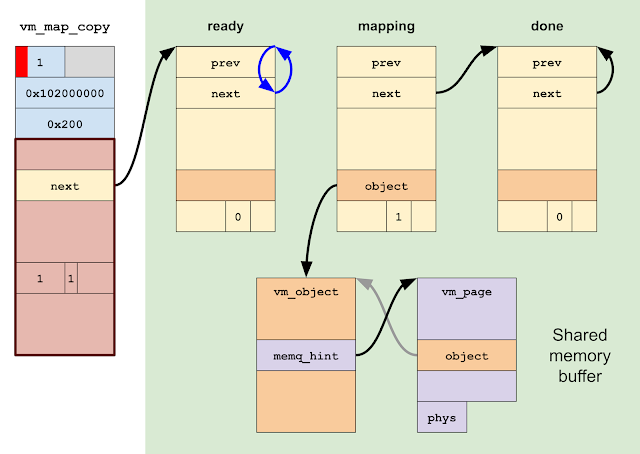 vm_map_copy
1
0x102000000
0x200
next
1 1
ready
prev
next
0
mapping
prev
next
object
1
done
prev
next
0
vm_object
memq_hint
vm_page
object
phys
Shared
memory
buffer